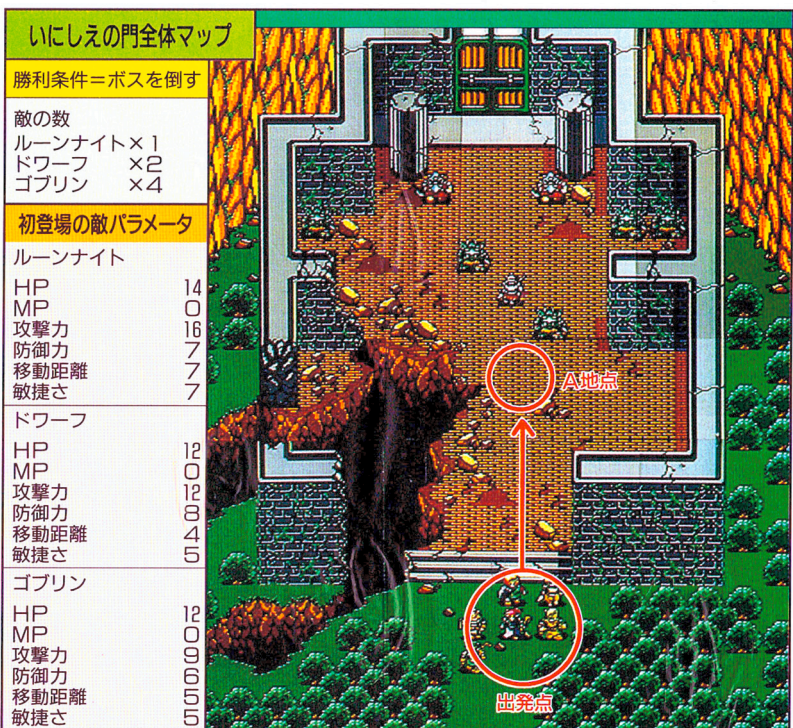 いにしえの門全体マップ
勝利条件=ボスを倒す
敵の数
ルーンナイト×1
ドワーフ ×2
ゴブリン ×4
初登場の敵パラメータ
ルーンナイト
HP 14
MP 0
攻撃力 16
防御力 7
移動距離 7
敏捷さ 7
ドワーフ
HP 12
MP 0
攻撃力 12
防御力 8
移動距離 4
敏捷さ 5
ゴブリン
HP 12
MP 0
攻撃力 9
防御力 6
移動距離 5
敏捷さ 5
A地点
出発点